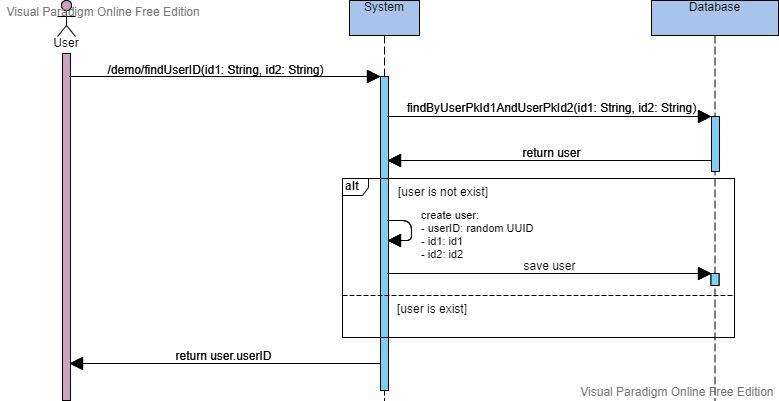 Visual Paradigm Online Free Edition
User
System
Database
/demo/findUserID(id1: String, id2: String)
findByUserPkId1AndUserPkId2(id1: String, id2: String)
return user
alt
[user is not exist]
create user:
- userID: random UUID
- id1: id1
- id2: id2
save user
[user is exist]
return user.userID
Visual Paradigm Online Free Edition